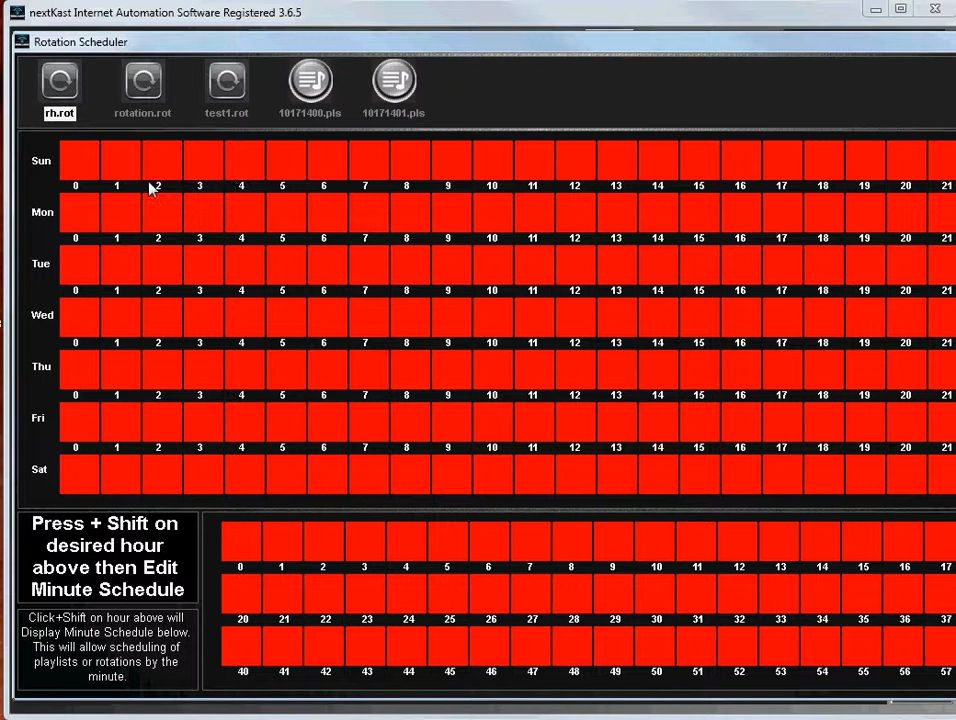 nextKast Internet Automation Software Registered 3.6.5
Rotation Scheduler
rh.rot rotation.rot test1.rot 10171400.pls 10171401.pls
Sun
0 1 2 3 4 5 6 7 8 9 10 11 12 13 14 15 16 17 18 19 20 21
Mon
0 1 2 3 4 5 6 7 8 9 10 11 12 13 14 15 16 17 18 19 20 21
Tue
0 1 2 3 4 5 6 7 8 9 10 11 12 13 14 15 16 17 18 19 20 21
Wed
0 1 2 3 4 5 6 7 8 9 10 11 12 13 14 15 16 17 18 19 20 21
Thu
0 1 2 3 4 5 6 7 8 9 10 11 12 13 14 15 16 17 18 19 20 21
Fri
0 1 2 3 4 5 6 7 8 9 10 11 12 13 14 15 16 17 18 19 20 21
Sat
Press + Shift on
desired hour
above then Edit
Minute Schedule
Click+Shift on hour above will
Display Minute Schedule below.
This will allow scheduling of
playlists or rotations by the
minute.
0 1 2 3 4 5 6 7 8 9 10 11 12 13 14 15 16 17
20 21 22 23 24 25 26 27 28 29 30 31 32 33 34 35 36 37
40 41 42 43 44 45 46 47 48 49 50 51 52 53 54 55 56 57